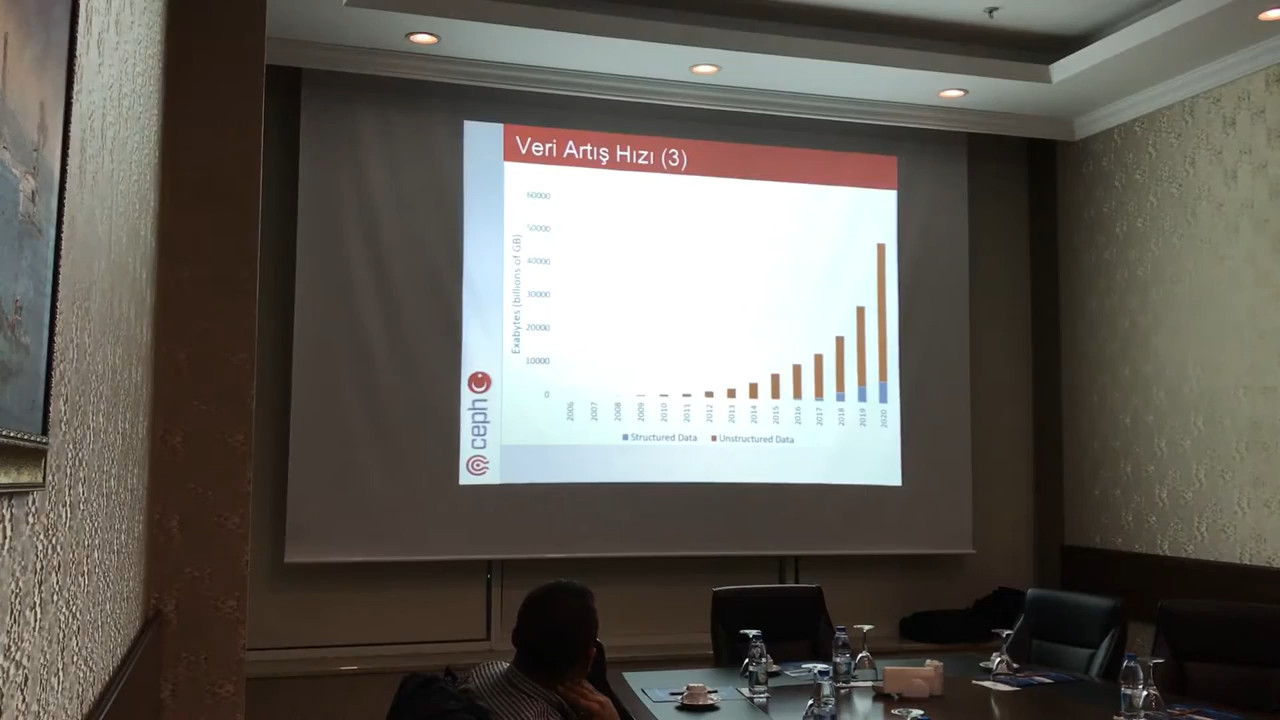 Veri Artış Hızı (3)
60000
50000
40000
30000
20000
10000
0
Exabytes (billions of GB)
2006 2007 2008 2009 2010 2011 2012 2013 2014 2015 2016 2017 2018 2019 2020
Structured Data Unstructured Data
ceph